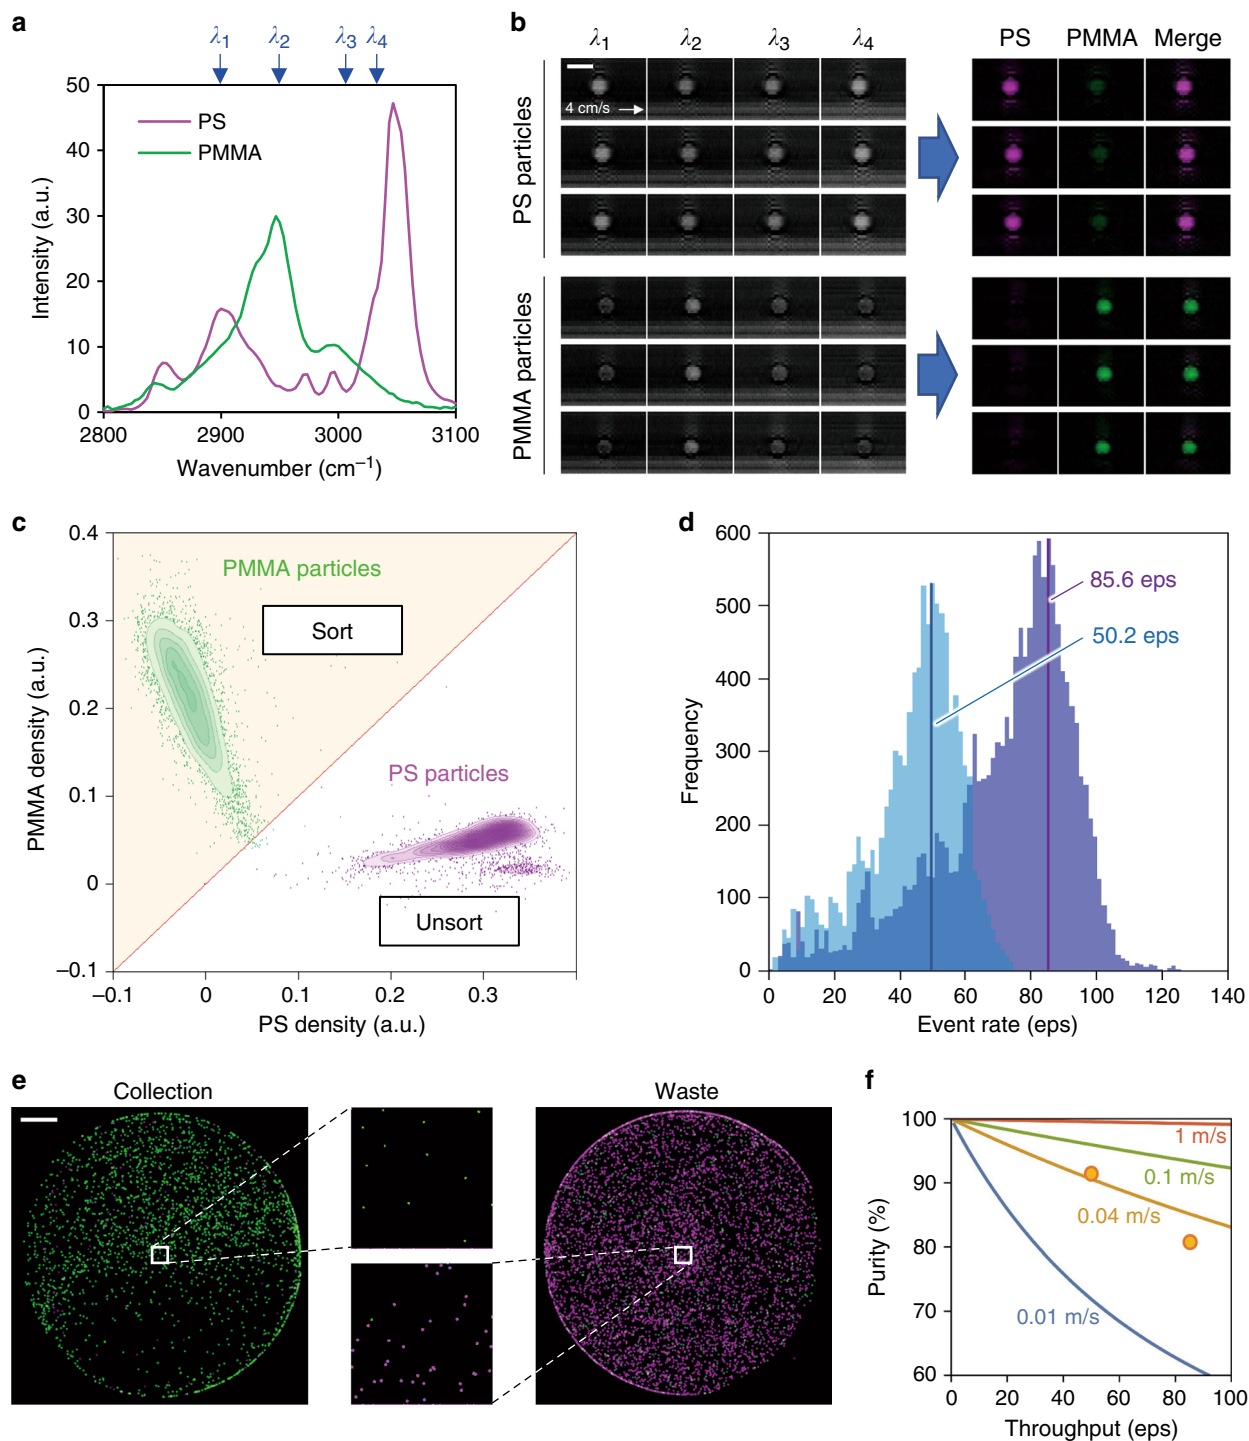 a
λ1 λ2 λ3 λ4
50
40
30
20
10
0
2800 2900 3000 3100
Intensity (a.u.)
Wavenumber (cm–1)
PS
PMMA
b
λ1 λ2 λ3 λ4
PS PMMA Merge
4 cm/s
PS particles
PMMA particles
c
0.4
0.3
0.2
0.1
0
–0.1
–0.1 0 0.1 0.2 0.3
PMMA density (a.u.)
PS density (a.u.)
PMMA particles
Sort
PS particles
Unsort
d
600
500
400
300
200
100
0
0 20 40 60 80 100 120 140
Frequency
Event rate (eps)
85.6 eps
50.2 eps
e
Collection
Waste
f
100
90
80
70
60
0 20 40 60 80 100
Purity (%)
Throughput (eps)
1 m/s
0.1 m/s
0.04 m/s
0.01 m/s